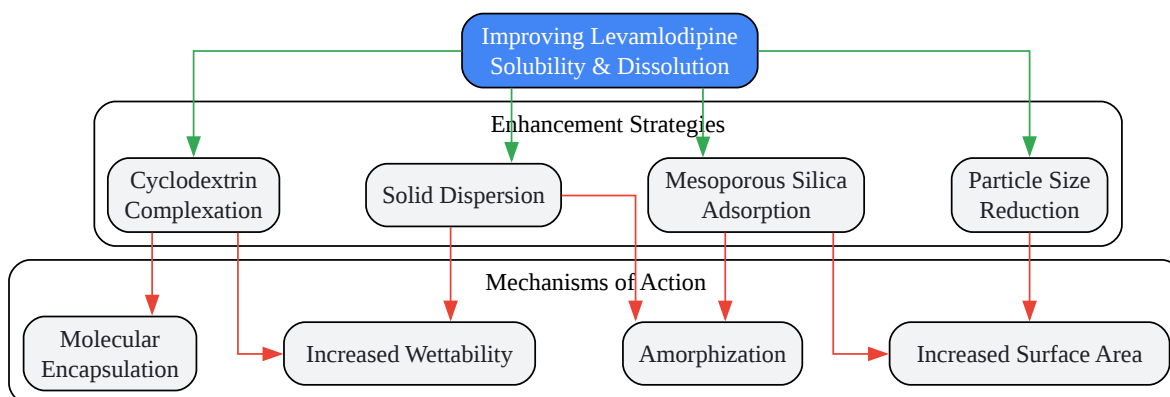 Improving Levamlodipine
Solubility & Dissolution
Enhancement Strategies
Cyclodextrin
Complexation
Solid Dispersion
Mesoporous Silica
Adsorption
Particle Size
Reduction
Mechanisms of Action
Molecular
Encapsulation
Increased Wettability
Amorphization
Increased Surface Area